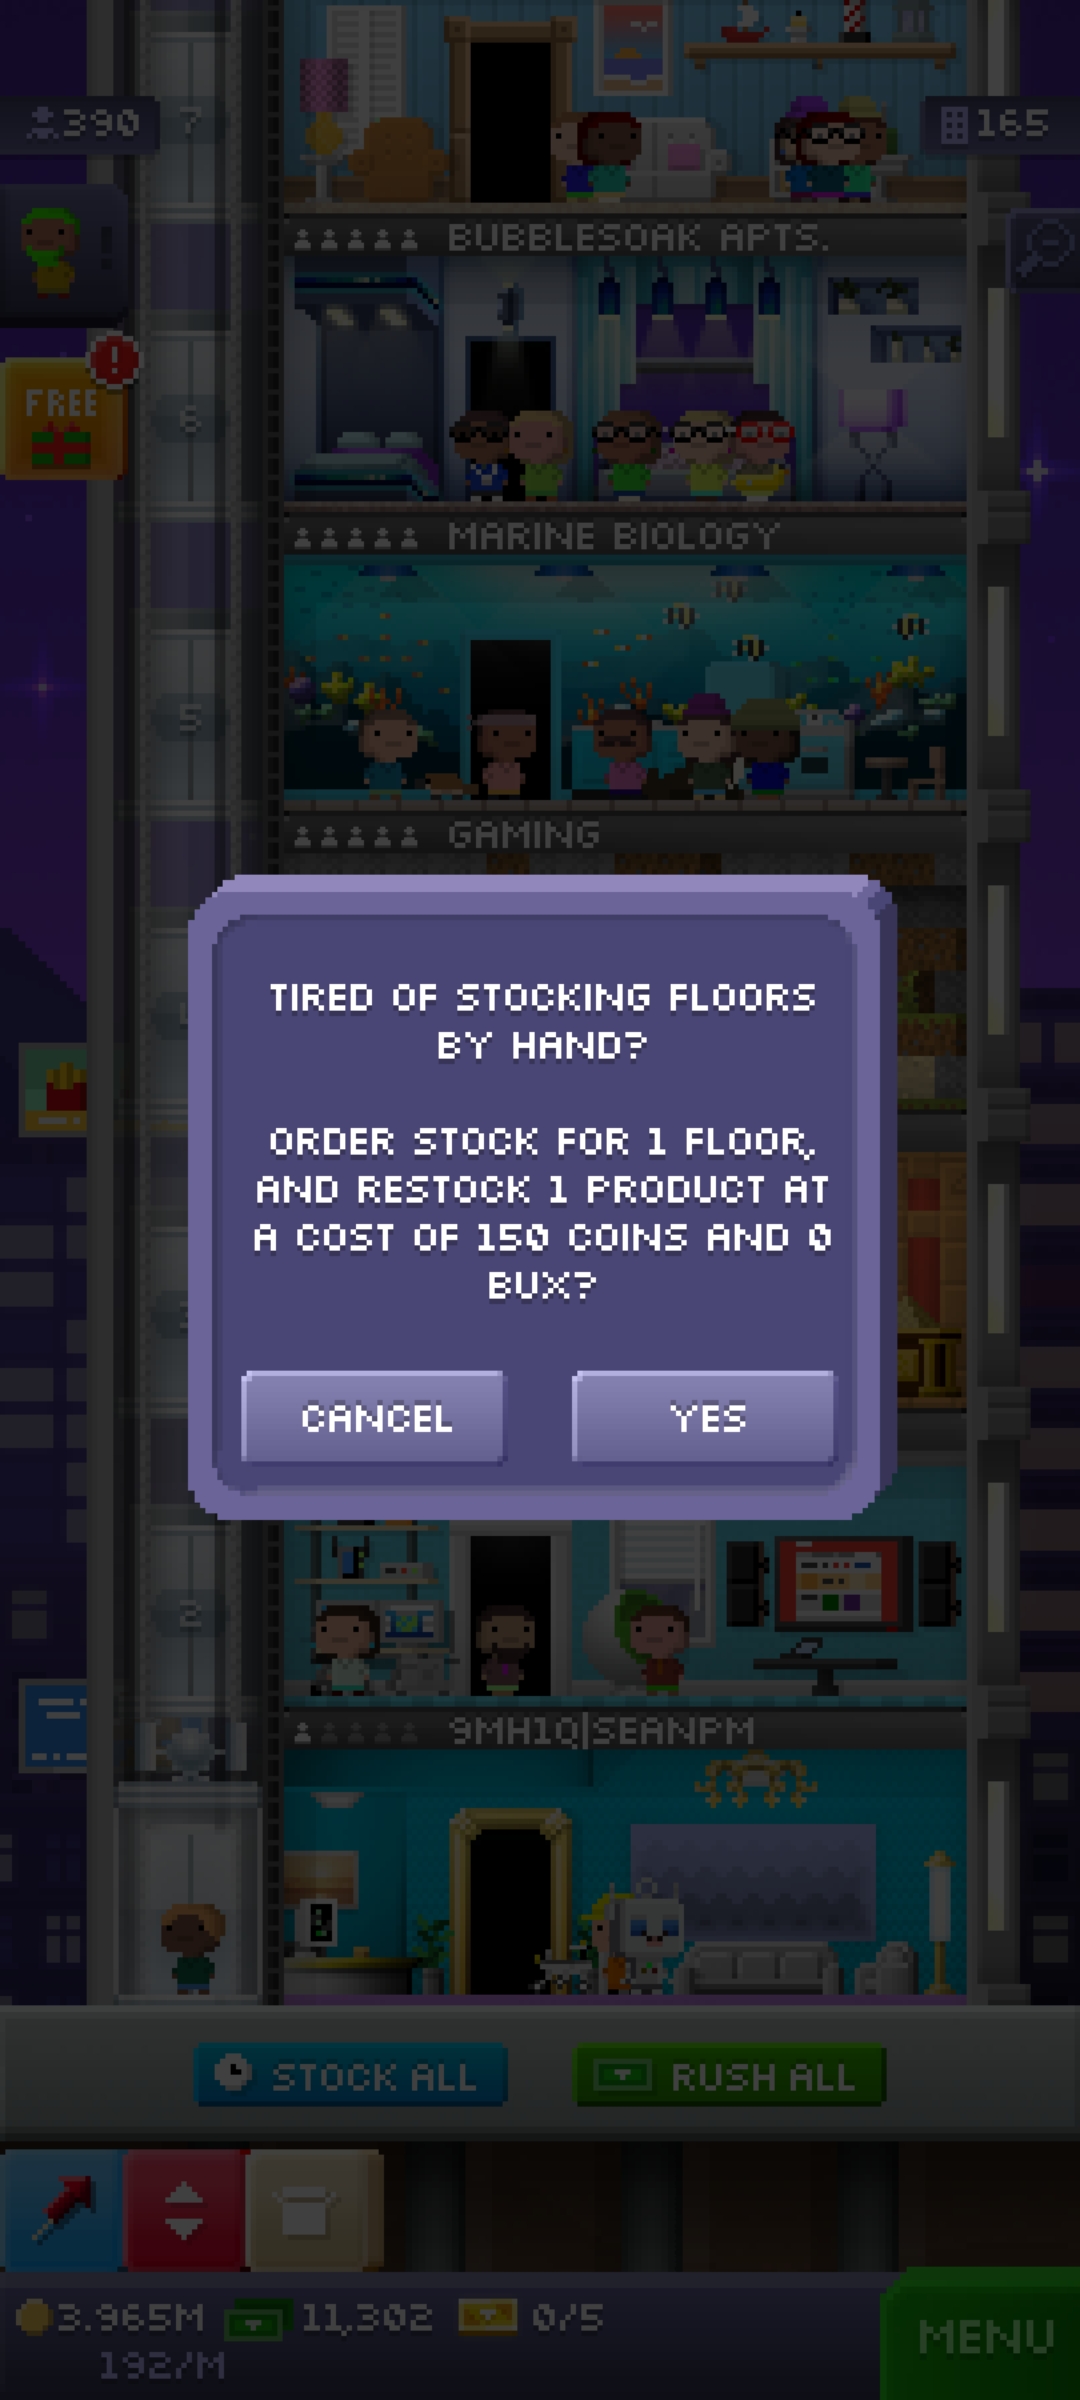 7
390
165
BUBBLESOAK APTS.
FREE
6
MARINE BIOLOGY
5
GAMING
TIRED OF STOCKING FLOORS
BY HAND?
ORDER STOCK FOR 1 FLOOR,
AND RESTOCK 1 PRODUCT AT
A COST OF 150 COINS AND 0
BUX?
CANCEL
YES
2
9MH1Q|SEANPM
STOCK ALL
RUSH ALL
3.965M
11,302
0/5
192/M
MENU